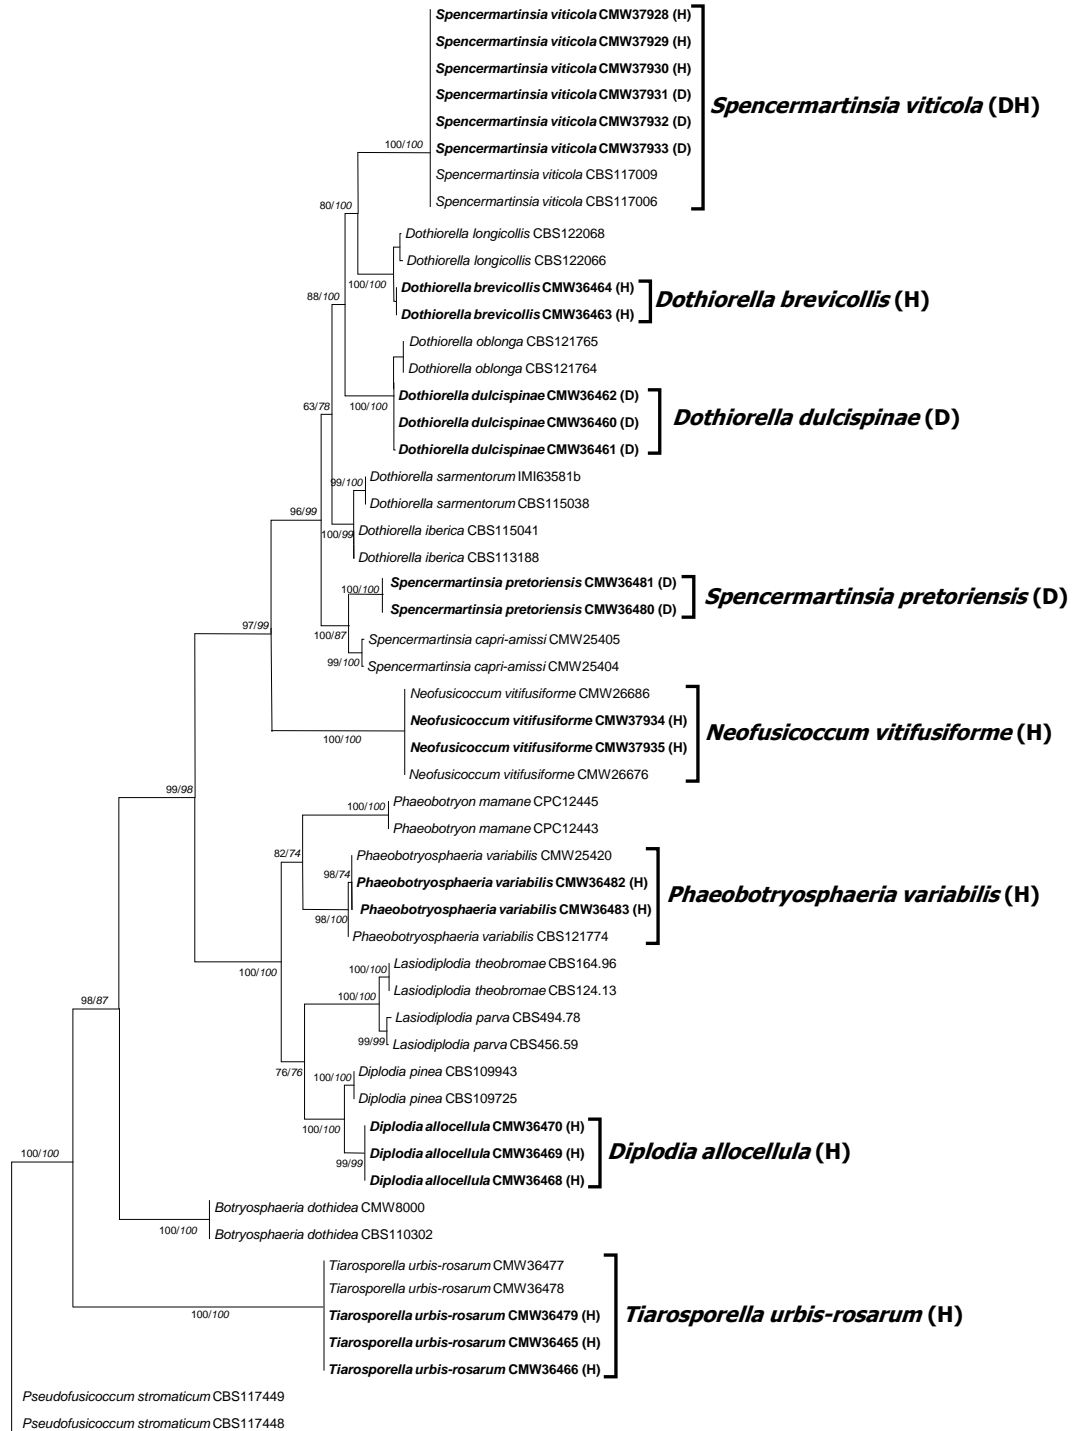 Spencermartinsia viticola CMW37928 (H)
Spencermartinsia viticola CMW37929 (H)
Spencermartinsia viticola CMW37930 (H)
Spencermartinsia viticola CMW37931 (D)
Spencermartinsia viticola (DH)
Spencermartinsia viticola CMW37932 (D)
100/100
Spencermartinsia viticola CMW37933 (D)
Spencermartinsia viticola CBS117009
Spencermartinsia viticola CBS117006
80/100
Dothiorella longicollis CBS122068
Dothiorella longicollis CBS122066
100/100
Dothiorella brevicollis CMW36464 (H)
88/100
Dothiorella brevicollis (H)
Dothiorella brevicollis CMW36463 (H)
Dothiorella oblonga CBS121765
Dothiorella oblonga CBS121764
Dothiorella dulcispinae CMW36462 (D)
63/78
100/100
Dothiorella dulcispinae CMW36460 (D)
Dothiorella dulcispinae (D)
Dothiorella dulcispinae CMW36461 (D)
Dothiorella sarmentorum IMI63581b
99/100
Dothiorella sarmentorum CBS115038
96/99
Dothiorella iberica CBS115041
100/99
Dothiorella iberica CBS113188
Spencermartinsia pretoriensis CMW36481 (D)
100/100
Spencermartinsia pretoriensis (D)
Spencermartinsia pretoriensis CMW36480 (D)
97/99
100/87
Spencermartinsia capri-amissi CMW25405
99/100
Spencermartinsia capri-amissi CMW25404
Neofusicoccum vitifusiforme CMW26686
Neofusicoccum vitifusiforme CMW37934 (H)
Neofusicoccum vitifusiforme (H)
100/100
Neofusicoccum vitifusiforme CMW37935 (H)
Neofusicoccum vitifusiforme CMW26676
99/98
Phaeobotryon mamane CPC12445
100/100
Phaeobotryon mamane CPC12443
82/74
Phaeobotryosphaeria variabilis CMW25420
98/74
Phaeobotryosphaeria variabilis CMW36482 (H)
Phaeobotryosphaeria variabilis (H)
Phaeobotryosphaeria variabilis CMW36483 (H)
98/100
Phaeobotryosphaeria variabilis CBS121774
Lasiodiplodia theobromae CBS164.96
100/100
100/100
Lasiodiplodia theobromae CBS124.13
98/87
100/100
Lasiodiplodia parva CBS494.78
99/99
Lasiodiplodia parva CBS456.59
76/76
Diplodia pinea CBS109943
100/100
Diplodia pinea CBS109725
100/100
Diplodia allocellula CMW36470 (H)
Diplodia allocellula CMW36469 (H)
Diplodia allocellula (H)
100/100
99/99
Diplodia allocellula CMW36468 (H)
Botryosphaeria dothidea CMW8000
100/100
Botryosphaeria dothidea CBS110302
Tiarosporella urbis-rosarum CMW36477
Tiarosporella urbis-rosarum CMW36478
100/100
Tiarosporella urbis-rosarum CMW36479 (H)
Tiarosporella urbis-rosarum (H)
Tiarosporella urbis-rosarum CMW36465 (H)
Tiarosporella urbis-rosarum CMW36466 (H)
Pseudofusicoccum stromaticum CBS117449
Pseudofusicoccum stromaticum CBS117448